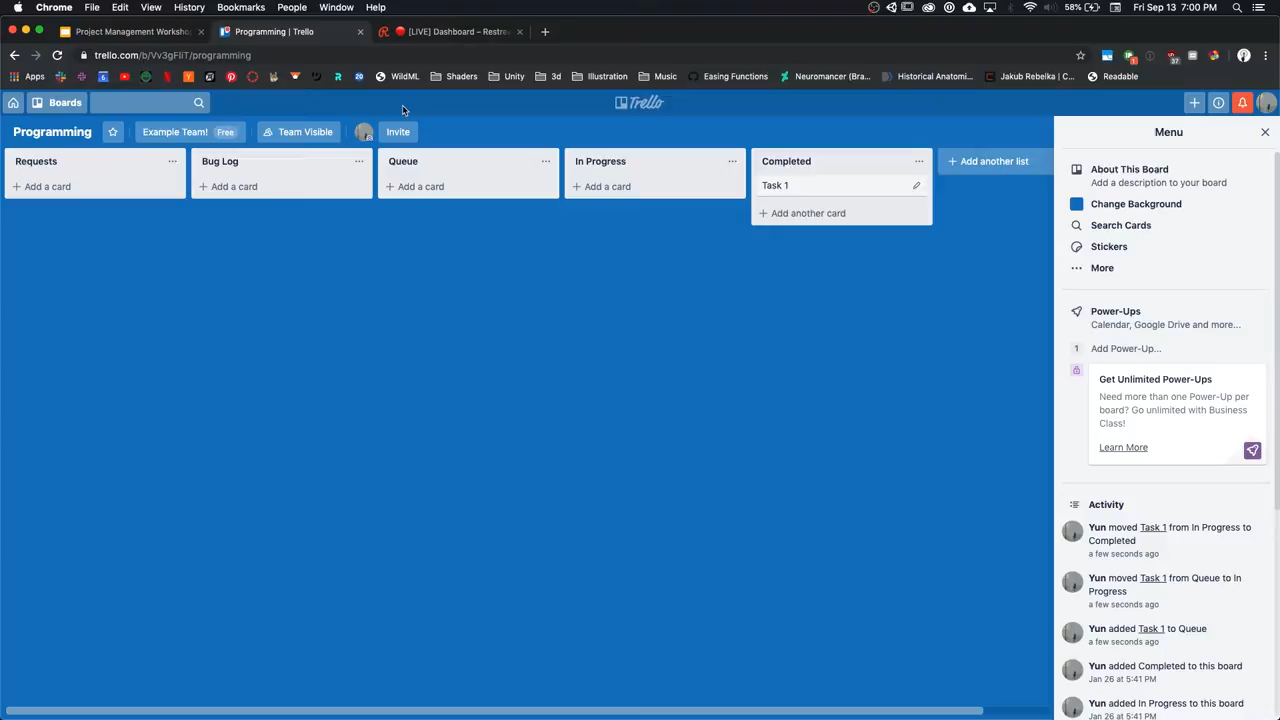 Chrome File Edit View History Bookmarks People Window Help 58% Fri Sep 13 7:00 PM
Project Management Worksho Programming | Trello [LIVE] Dashboard – Restre
trello.com/b/Vv3gFIiT/programming
Apps WildML Shaders Unity 3d Illustration Music Easing Functions Neuromancer (Bra... Historical Anatomi... Jakub Rebelka | C... Readable
Boards Trello
Programming Example Team! Free Team Visible Invite
Menu
Requests Bug Log Queue In Progress Completed + Add another list
+ Add a card + Add a card + Add a card + Add a card Task 1
+ Add another card
About This Board
Add a description to your board
Change Background
Search Cards
Stickers
More
Power-Ups
Calendar, Google Drive and more...
1 Add Power-Up...
Get Unlimited Power-Ups
Need more than one Power-Up per
board? Go unlimited with Business
Class!
Learn More
Activity
Yun moved Task 1 from In Progress to
Completed
a few seconds ago
Yun moved Task 1 from Queue to In
Progress
a few seconds ago
Yun added Task 1 to Queue
a few seconds ago
Yun added Completed to this board
Jan 26 at 5:41 PM
Yun added In Progress to this board
Jan 26 at 5:41 PM